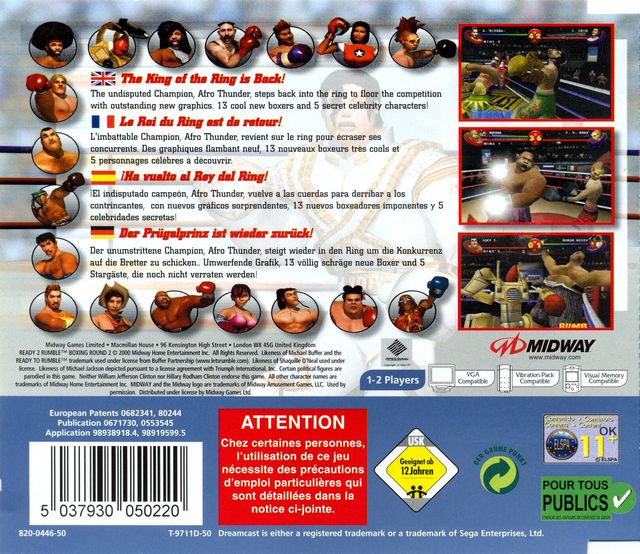 The King of the Ring is Back!
The undisputed Champion, Afro Thunder, steps back into the ring to floor the competition
with outstanding new graphics. 13 cool new boxers and 5 secret celebrity characters!
Le Roi du Ring est de retour!
L'imbattable Champion, Afro Thunder, revient sur le ring pour écraser ses
concurrents. Des graphiques flambant neuf, 13 nouveaux boxeurs très cools et
5 personnages célèbres à découvrir.
¡Ha vuelto al Rey del Ring!
¡El indisputado campeón, Afro Thunder, vuelve a las cuerdas para derribar a los
contrincantes, con nuevos gráficos sorprendentes, 13 nuevos boxeadores imponentes y 5
celebridades secretas!
Der Prügelprinz ist wieder zurück!
Der unumstrittene Champion, Afro Thunder, steigt wieder in den Ring um die Konkurrenz
auf die Bretter zu schicken.. Umwerfende Grafik, 13 völlig schräge neue Boxer und 5
Stargäste, die noch nicht verraten werden!
RUMB
Midway Games Limited • Macmillan House • 96 Kensington High Street • London W8 4SG United Kingdom
READY 2 RUMBLE™ BOXING ROUND 2 © 2000 Midway Home Entertainment Inc. All Rights Reserved. Likeness of Michael Buffer and the
READY TO RUMBLE™ trademark used under license from Buffer Partnership (www.letsrumble.com). Likeness of Shaquille O'Neal used under
license. Likeness of Michael Jackson depicted pursuant to a license agreement with Triumph International, Inc. Certain political figures are
parodied in this game. Neither William Jefferson Clinton nor Hillary Rodham Clinton endorse this game. All other character names are
trademarks of Midway Home Entertainment Inc. MIDWAY and the Midway logo are trademarks of Midway Amusement Games, LLC. Used by
permission. Distributed under license by Midway Games Ltd.
1-2 Players
MIDWAY
www.midway.com
VGA
Compatible
Vibration Pack
Compatible
Visual Memory
Compatible
European Patents 0682341, 80244
Publication 0671730, 0553545
Application 98938918.4, 98919599.5
5 037930 050220
820-0446-50
ATTENTION
Chez certaines personnes,
l'utilisation de ce jeu
nécessite des précautions
d'emploi particulières qui
sont détaillées dans la
notice ci-jointe.
USK
Geeignet ab
12 Jahren
DER GRÜNE PUNKT
ELSPA
11+
OK
© ELSPA
POUR TOUS
PUBLICS
T-9711D-50
Dreamcast is either a registered trademark or a trademark of Sega Enterprises, Ltd.